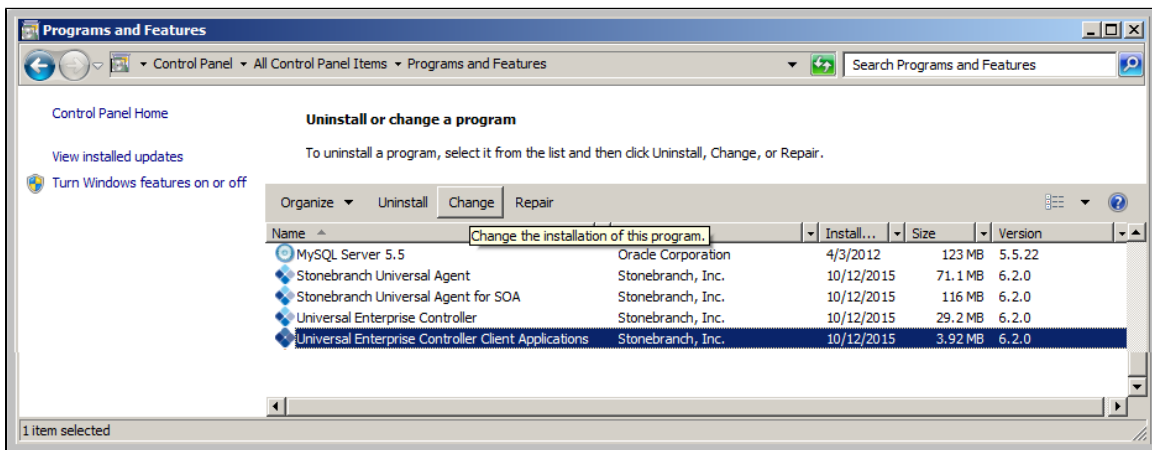 Programs and Features
Control Panel All Control Panel Items Programs and Features Search Programs and Features
Control Panel Home
View installed updates
Turn Windows features on or off
Uninstall or change a program
To uninstall a program, select it from the list and then click Uninstall, Change, or Repair.
Organize Uninstall Change Repair
Name Install... Size Version
Change the installation of this program.
MySQL Server 5.5 Oracle Corporation 4/3/2012 123 MB 5.5.22
Stonebranch Universal Agent Stonebranch, Inc. 10/12/2015 71.1 MB 6.2.0
Stonebranch Universal Agent for SOA Stonebranch, Inc. 10/12/2015 116 MB 6.2.0
Universal Enterprise Controller Stonebranch, Inc. 10/12/2015 29.2 MB 6.2.0
Universal Enterprise Controller Client Applications Stonebranch, Inc. 10/12/2015 3.92 MB 6.2.0
1 item selected